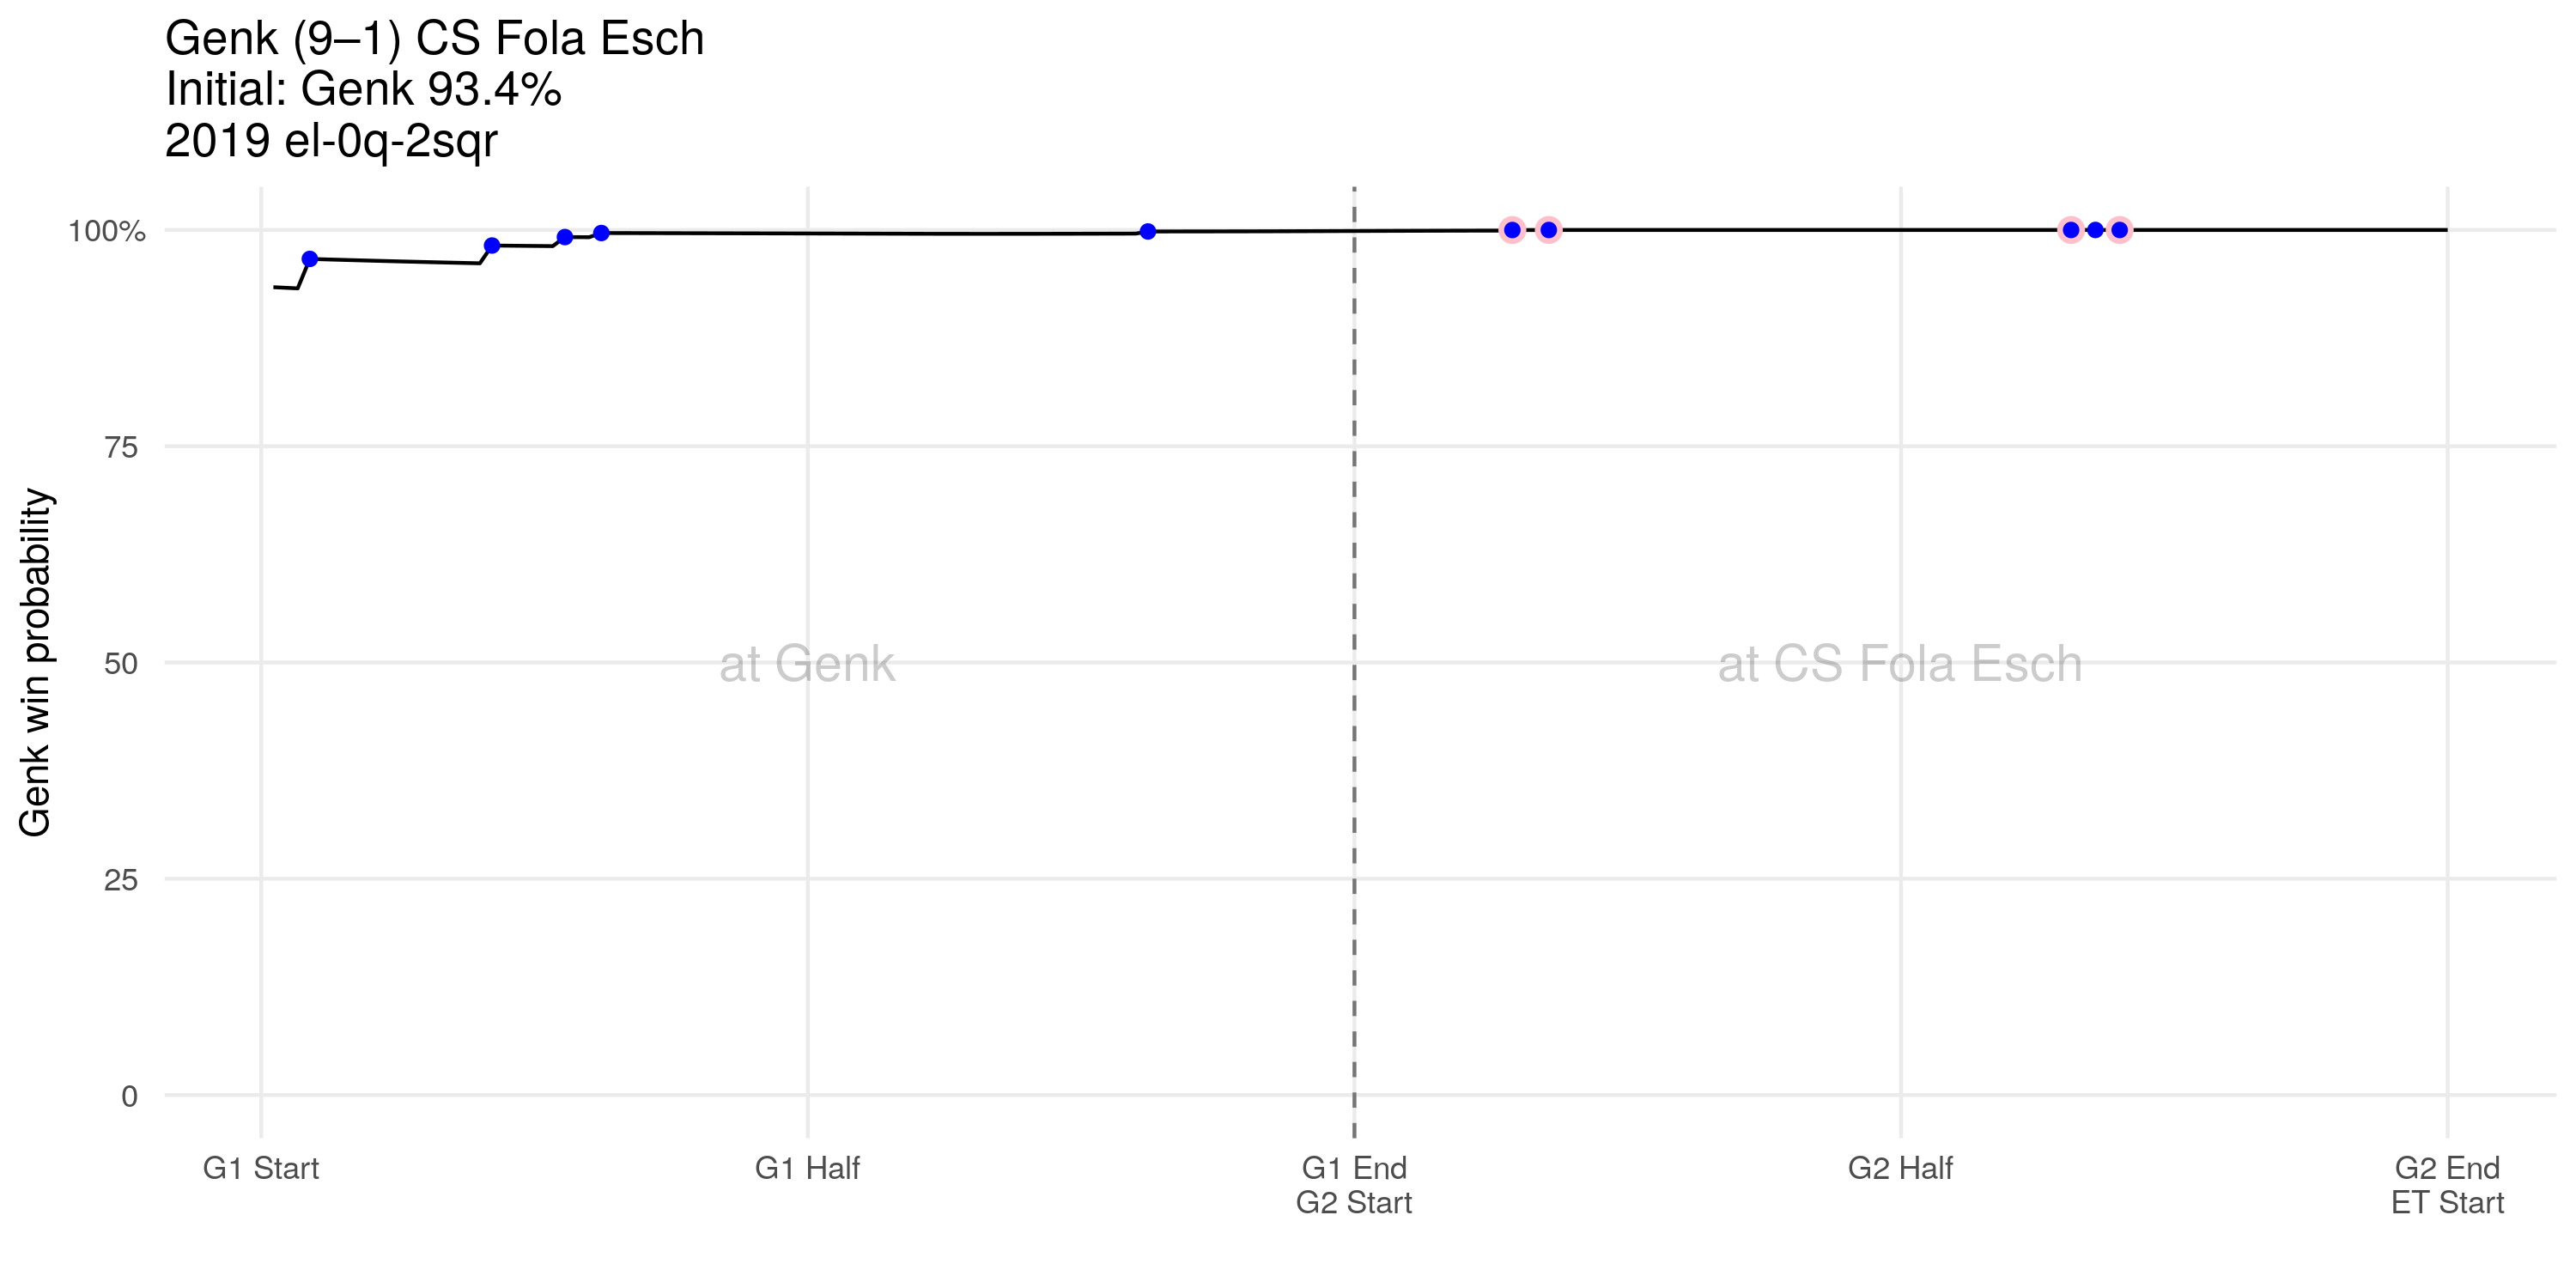 Genk (9–1) CS Fola Esch
Initial: Genk 93.4%
2019 el-0q-2sqr
Genk win probability
100%
75
50
25
0
at Genk
at CS Fola Esch
G1 Start
G1 Half
G1 End
G2 Start
G2 Half
G2 End
ET Start